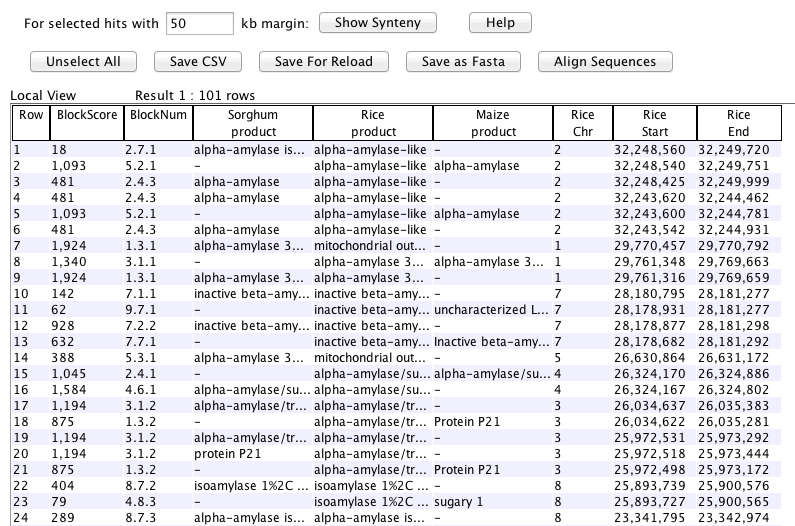 For selected hits with 50 kb margin: Show Synteny Help
Unselect All Save CSV Save For Reload Save as Fasta Align Sequences
Local View Result 1 : 101 rows
Row BlockScore BlockNum Sorghum product Rice product Maize product Rice Chr Rice Start Rice End
1 18 2.7.1 alpha-amylase is... alpha-amylase-like - 2 32,248,560 32,249,720
2 1,093 5.2.1 - alpha-amylase-like alpha-amylase 2 32,248,540 32,249,751
3 481 2.4.3 alpha-amylase alpha-amylase-like - 2 32,248,425 32,249,999
4 481 2.4.3 alpha-amylase alpha-amylase-like - 2 32,243,620 32,244,462
5 1,093 5.2.1 - alpha-amylase-like alpha-amylase 2 32,243,600 32,244,781
6 481 2.4.3 alpha-amylase alpha-amylase-like - 2 32,243,542 32,244,931
7 1,924 1.3.1 alpha-amylase 3... mitochondrial out... - 1 29,770,457 29,770,792
8 1,340 3.1.1 - alpha-amylase 3... alpha-amylase 3... 1 29,761,348 29,769,663
9 1,924 1.3.1 alpha-amylase 3... alpha-amylase 3... - 1 29,761,316 29,769,659
10 142 7.1.1 inactive beta-amy... inactive beta-amy... - 7 28,180,795 28,181,277
11 62 9.7.1 - inactive beta-amy... uncharacterized L... 7 28,178,931 28,181,277
12 928 7.2.2 inactive beta-amy... inactive beta-amy... - 7 28,178,877 28,181,298
13 632 7.7.1 - inactive beta-amy... Inactive beta-amy... 7 28,178,682 28,181,292
14 388 5.3.1 alpha-amylase 3... mitochondrial out... - 5 26,630,864 26,631,172
15 1,045 2.4.1 - alpha-amylase/su... alpha-amylase/su... 4 26,324,170 26,324,886
16 1,584 4.6.1 alpha-amylase/su... alpha-amylase/su... - 4 26,324,167 26,324,802
17 1,194 3.1.2 alpha-amylase/tr... alpha-amylase/tr... - 3 26,034,637 26,035,383
18 875 1.3.2 - alpha-amylase/tr... Protein P21 3 26,034,622 26,035,281
19 1,194 3.1.2 alpha-amylase/tr... alpha-amylase/tr... - 3 25,972,531 25,973,292
20 1,194 3.1.2 protein P21 alpha-amylase/tr... - 3 25,972,518 25,973,444
21 875 1.3.2 - alpha-amylase/tr... Protein P21 3 25,972,498 25,973,172
22 404 8.7.2 isoamylase 1%2C ... isoamylase 1%2C ... - 8 25,893,739 25,900,576
23 79 4.8.3 - isoamylase 1%2C ... sugary 1 8 25,893,727 25,900,565
24 289 8.7.3 alpha-amylase is... alpha-amylase is... - 8 23,341,795 23,342,974